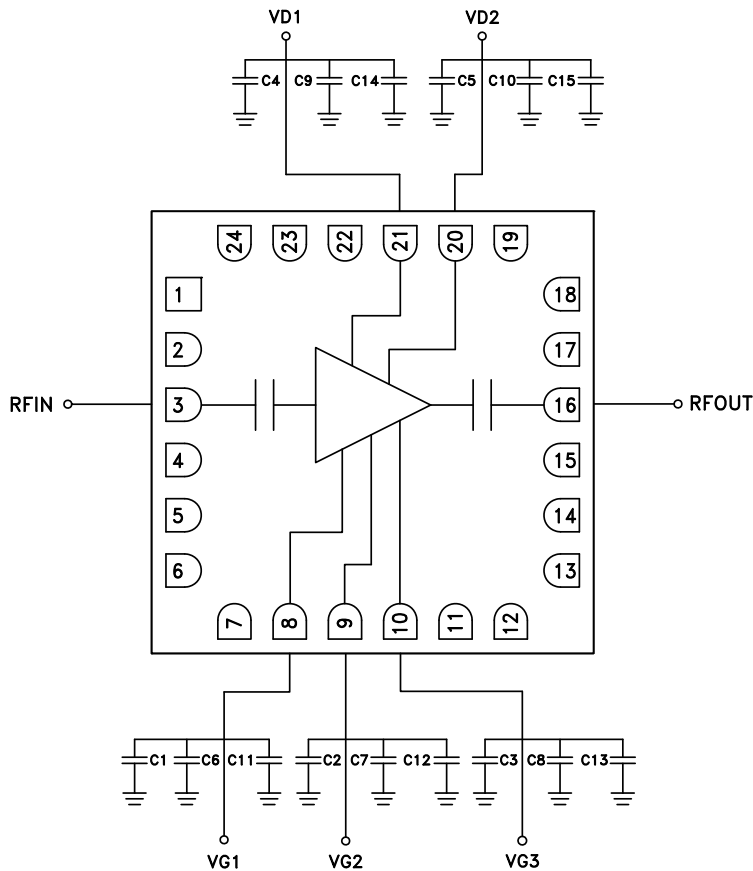 VD1 VD2
C4 C9 C14 C5 C10 C15
24 23 22 21 20 19
1 18
2 17
RFIN 3 16 RFOUT
4 15
5 14
6 13
7 8 9 10 11 12
C1 C6 C11 C2 C7 C12 C3 C8 C13
VG1 VG2 VG3